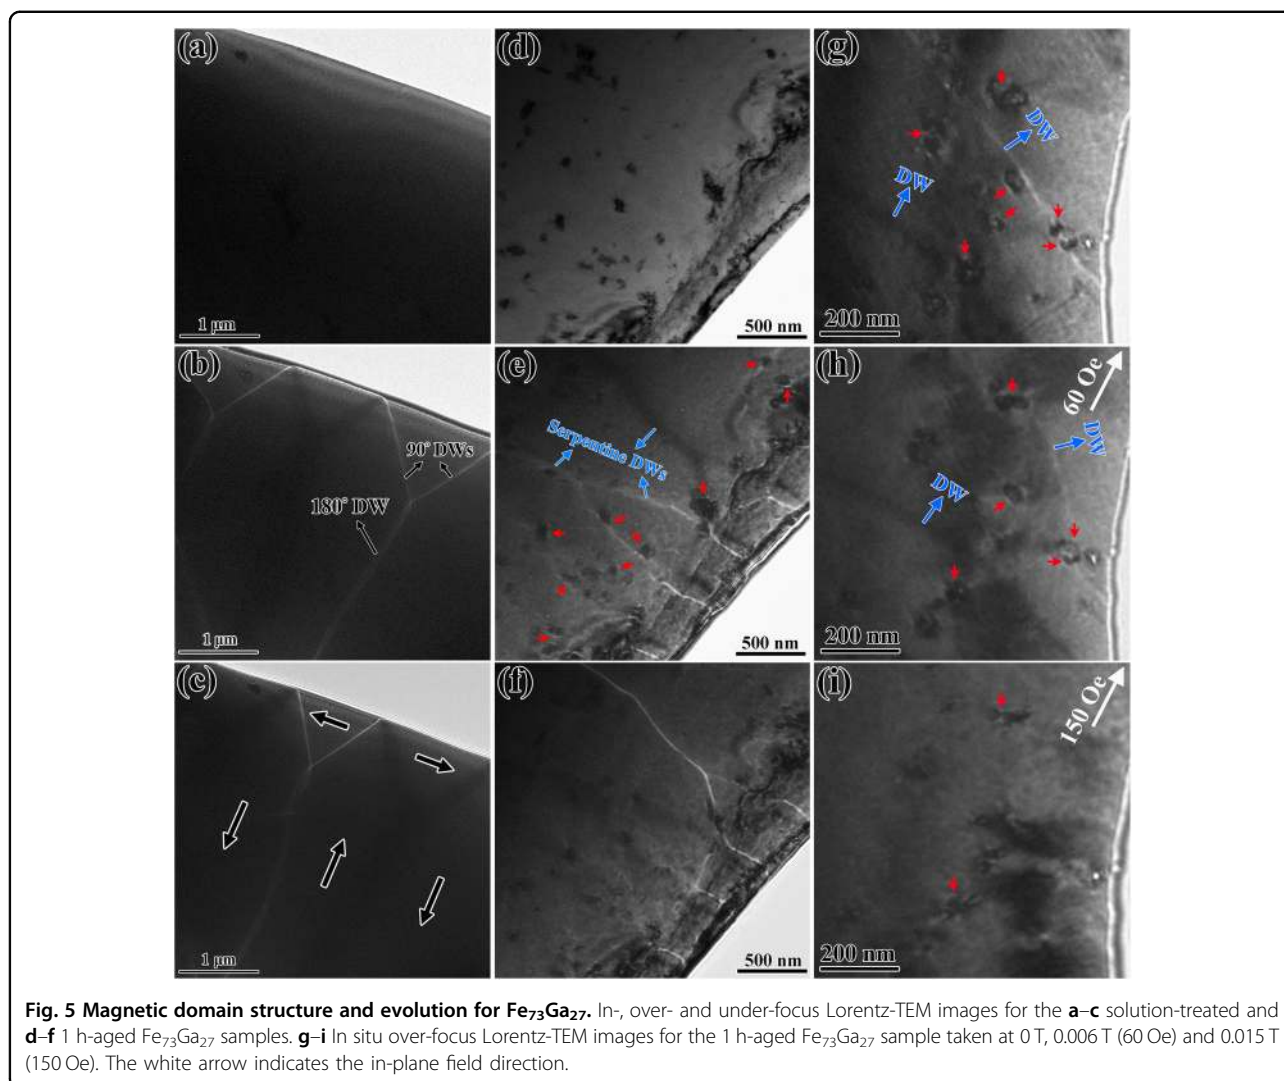 (a)
1 μm
(d)
500 nm
(g)
DW
DW
200 nm
(b)
90° DWs
180° DW
1 μm
(e)
Serpentine DWs
500 nm
(h)
60 Oe
DW
DW
200 nm
(c)
1 μm
(f)
500 nm
(i)
150 Oe
200 nm
Fig. 5 Magnetic domain structure and evolution for Fe₇₃Ga₂₇. In-, over- and under-focus Lorentz-TEM images for the a–c solution-treated and
d–f 1 h-aged Fe₇₃Ga₂₇ samples. g–i In situ over-focus Lorentz-TEM images for the 1 h-aged Fe₇₃Ga₂₇ sample taken at 0 T, 0.006 T (60 Oe) and 0.015 T
(150 Oe). The white arrow indicates the in-plane field direction.